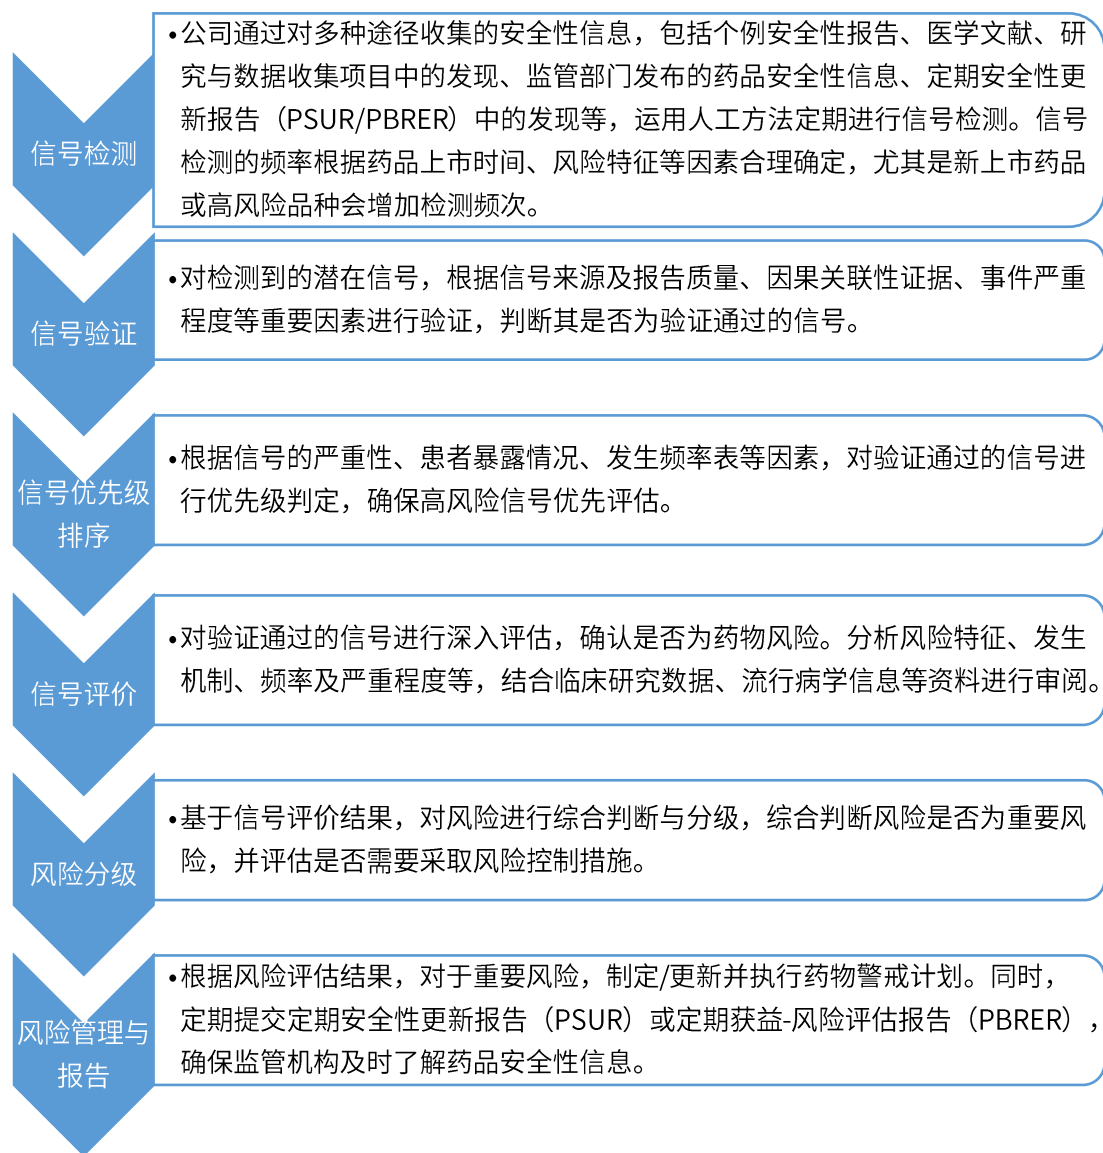 信号检测
•公司通过对多种途径收集的安全性信息，包括个例安全性报告、医学文献、研
究与数据收集项目中的发现、监管部门发布的药品安全性信息、定期安全性更
新报告（PSUR/PBRER）中的发现等，运用人工方法定期进行信号检测。信号
检测的频率根据药品上市时间、风险特征等因素合理确定，尤其是新上市药品
或高风险品种会增加检测频次。
信号验证
•对检测到的潜在信号，根据信号来源及报告质量、因果关联性证据、事件严重
程度等重要因素进行验证，判断其是否为验证通过的信号。
信号优先级
排序
•根据信号的严重性、患者暴露情况、发生频率表等因素，对验证通过的信号进
行优先级判定，确保高风险信号优先评估。
信号评价
•对验证通过的信号进行深入评估，确认是否为药物风险。分析风险特征、发生
机制、频率及严重程度等，结合临床研究数据、流行病学信息等资料进行审阅。
风险分级
•基于信号评价结果，对风险进行综合判断与分级，综合判断风险是否为重要风
险，并评估是否需要采取风险控制措施。
风险管理与
报告
•根据风险评估结果，对于重要风险，制定/更新并执行药物警戒计划。同时，
定期提交定期安全性更新报告（PSUR）或定期获益-风险评估报告（PBRER），
确保监管机构及时了解药品安全性信息。